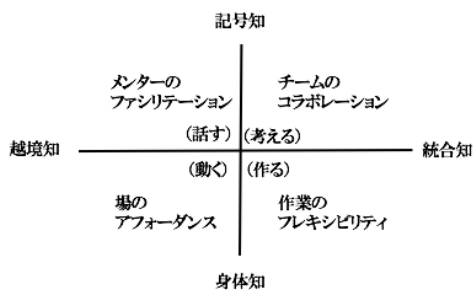 記号知
メンターの
ファシリテーション
チームの
コラボレーション
(話す)
(考える)
越境知
統合知
(動く)
(作る)
場の
アフォーダンス
作業の
フレキシビリティ
身体知